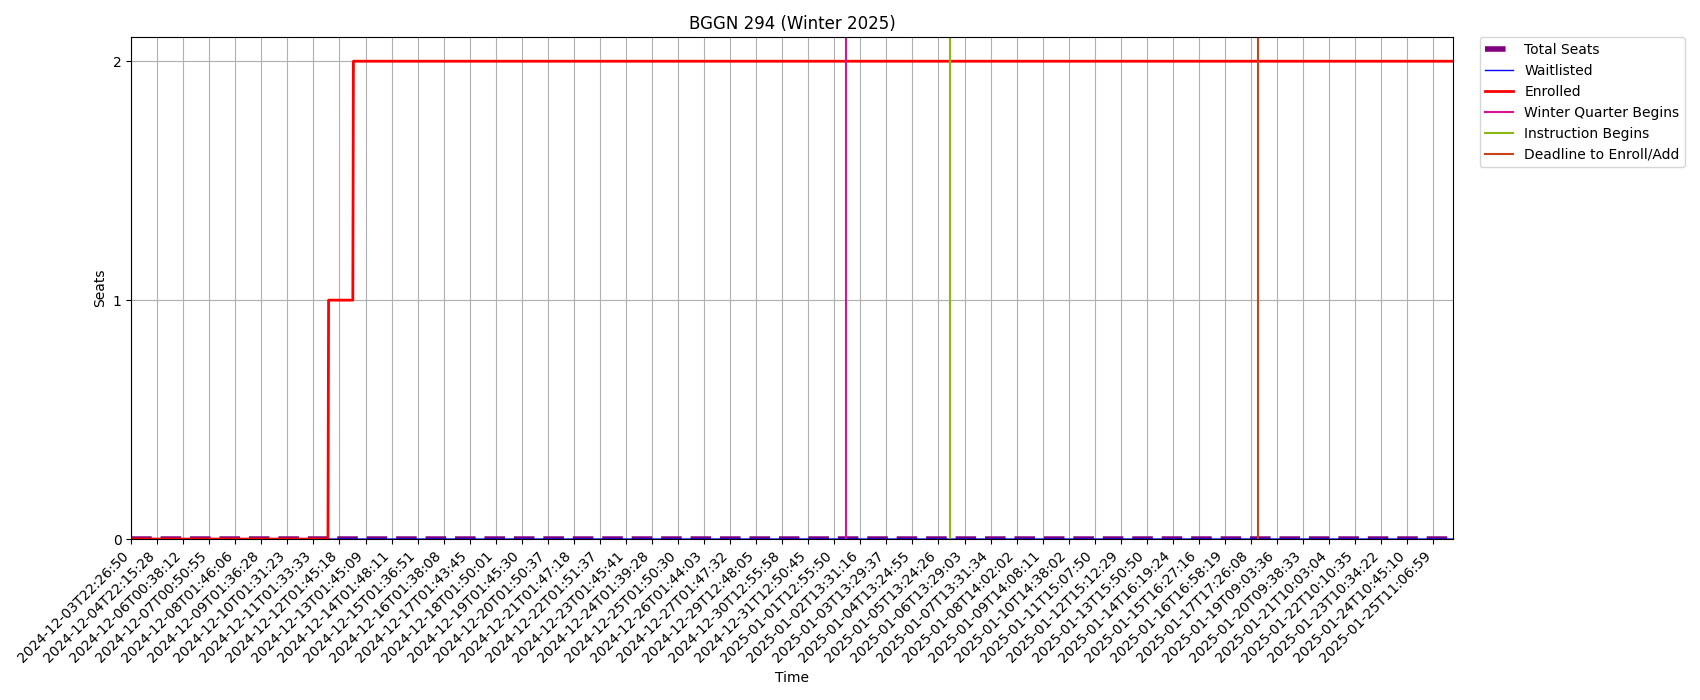 BGGN 294 (Winter 2025)
Total Seats
Waitlisted
Enrolled
Winter Quarter Begins
Instruction Begins
Deadline to Enroll/Add
Seats
2
1
0
2024-12-03T22:26:50
2024-12-04T22:15:28
2024-12-06T00:38:12
2024-12-07T00:50:55
2024-12-08T01:46:06
2024-12-09T01:36:28
2024-12-10T01:31:23
2024-12-11T01:33:33
2024-12-12T01:45:18
2024-12-13T01:45:09
2024-12-14T01:48:11
2024-12-15T01:36:51
2024-12-16T01:38:08
2024-12-17T01:43:45
2024-12-18T01:50:01
2024-12-19T01:45:30
2024-12-20T01:50:37
2024-12-21T01:47:18
2024-12-22T01:51:37
2024-12-23T01:45:41
2024-12-24T01:39:28
2024-12-25T01:50:30
2024-12-26T01:44:03
2024-12-27T01:47:32
2024-12-29T12:48:05
2024-12-30T12:55:58
2024-12-31T12:50:45
2025-01-01T12:55:50
2025-01-02T13:31:16
2025-01-03T13:29:37
2025-01-04T13:24:55
2025-01-05T13:24:26
2025-01-06T13:29:03
2025-01-07T13:31:34
2025-01-08T14:02:02
2025-01-09T14:08:11
2025-01-10T14:38:02
2025-01-11T15:07:50
2025-01-12T15:12:29
2025-01-13T15:50:50
2025-01-14T16:19:24
2025-01-15T16:27:16
2025-01-16T16:58:19
2025-01-17T17:26:08
2025-01-19T09:03:36
2025-01-20T09:38:33
2025-01-21T10:03:04
2025-01-22T10:10:35
2025-01-23T10:34:22
2025-01-24T10:45:10
2025-01-25T11:06:59
Time